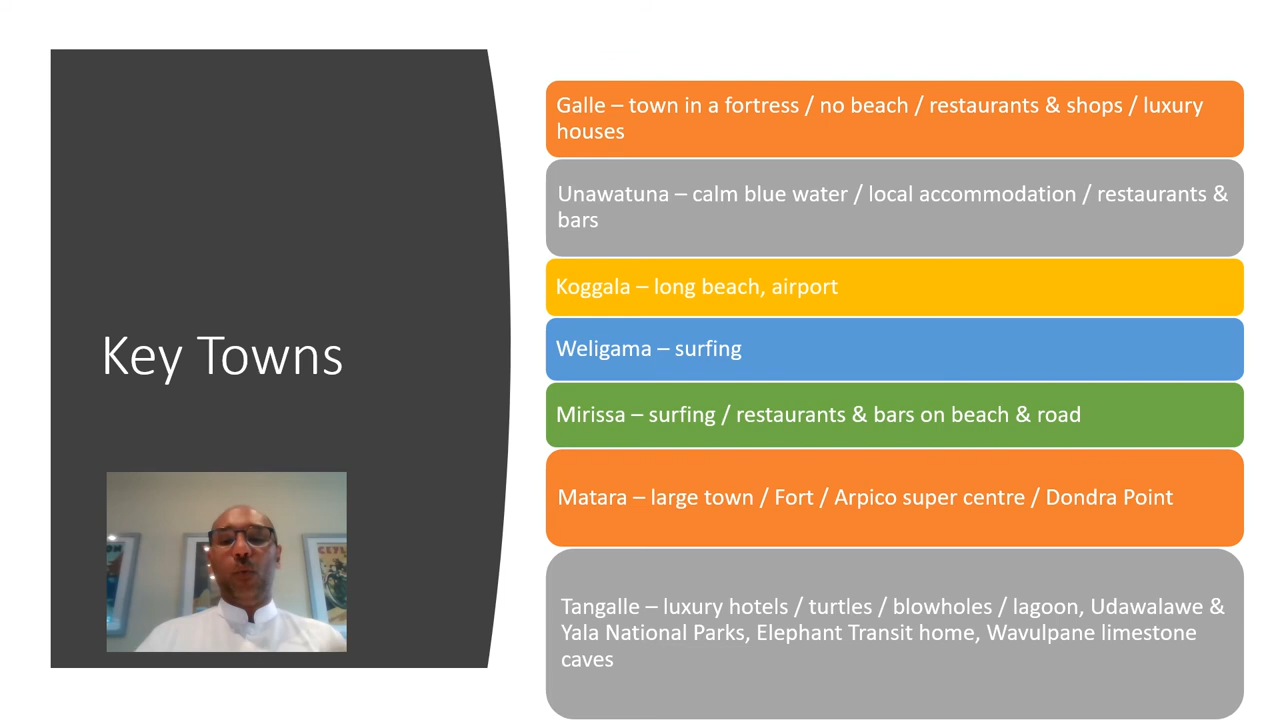 Key Towns
Galle – town in a fortress / no beach / restaurants & shops / luxury
houses
Unawatuna – calm blue water / local accommodation / restaurants &
bars
Koggala – long beach, airport
Weligama – surfing
Mirissa – surfing / restaurants & bars on beach & road
Matara – large town / Fort / Arpico super centre / Dondra Point
Tangalle – luxury hotels / turtles / blowholes / lagoon, Udawalawe &
Yala National Parks, Elephant Transit home, Wavulpane limestone
caves